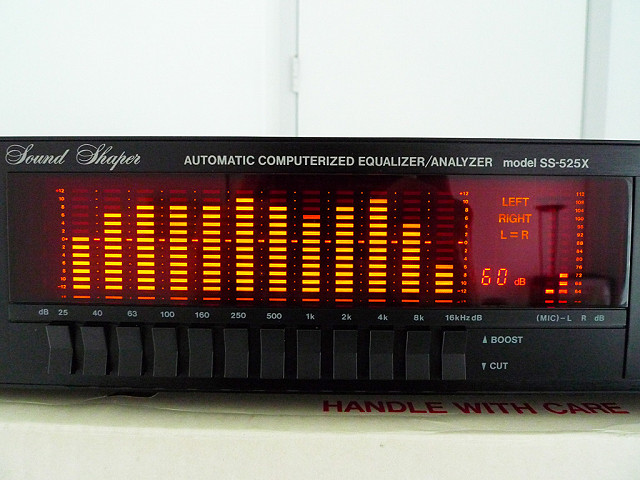 Sound Shaper AUTOMATIC COMPUTERIZED EQUALIZER/ANALYZER model SS-525X
LEFT
RIGHT
L=R
60 dB
dB 25 40 63 100 160 250 500 1k 2k 4k 8k 16kHz dB (MIC)-L R dB
▲ BOOST
▼ CUT
HANDLE WITH CARE